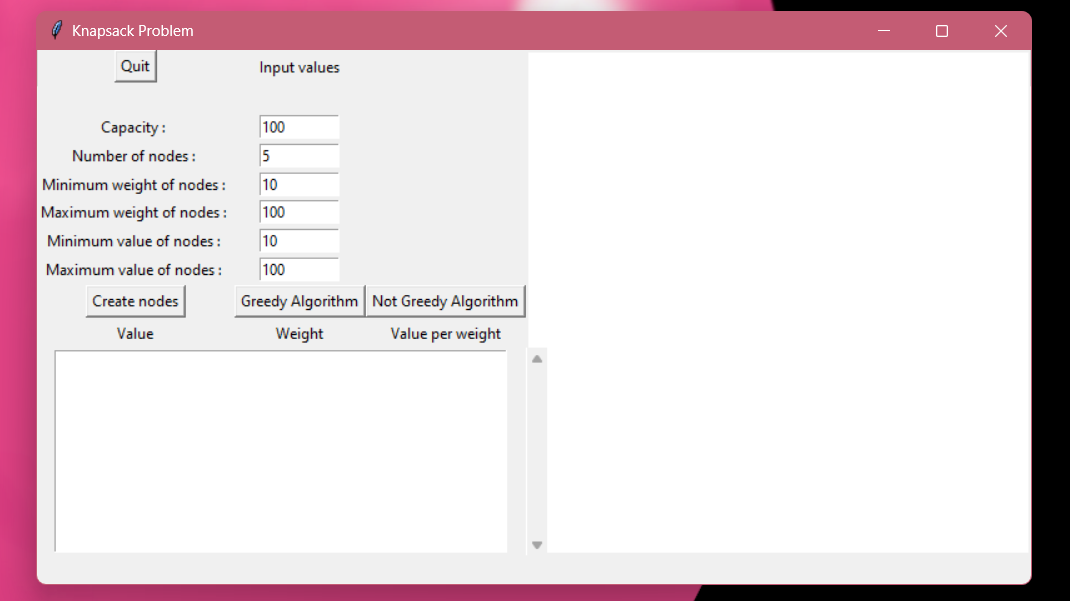 Knapsack Problem
Quit Input values
Capacity : 100
Number of nodes : 5
Minimum weight of nodes : 10
Maximum weight of nodes : 100
Minimum value of nodes : 10
Maximum value of nodes : 100
Create nodes Greedy Algorithm Not Greedy Algorithm
Value Weight Value per weight